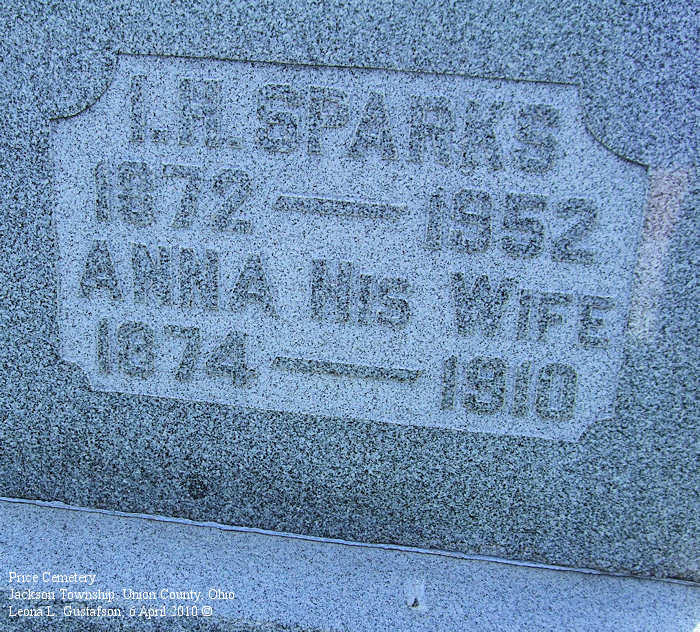 I.H. SPARKS
1872 — 1952
ANNA HIS WIFE
1874 — 1910
Price Cemetery
Jackson Township, Union County, Ohio
Leona L. Gustafson; 6 April 2010 ©